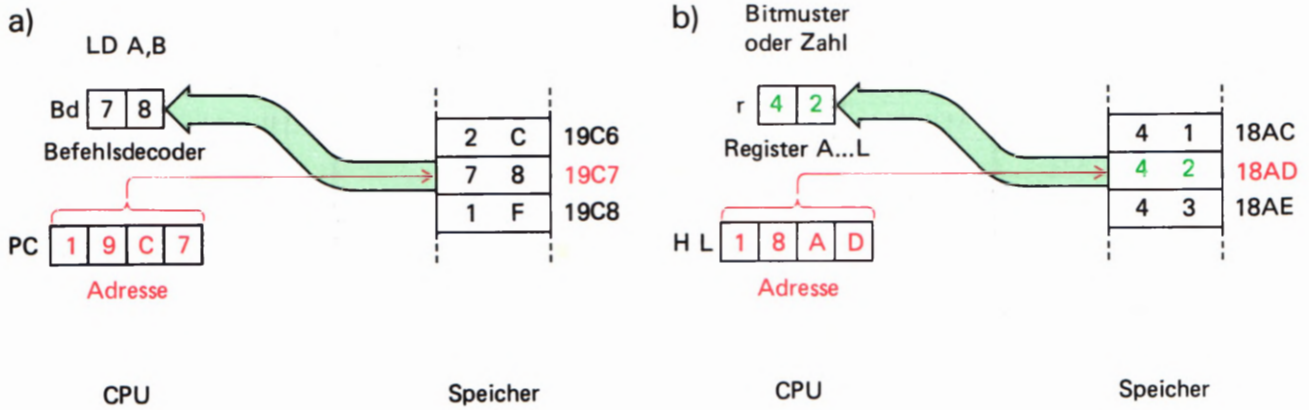 a)
LD A,B
Bd 7 8
Befehlsdecoder
PC 1 9 C 7
Adresse
2 C 19C6
7 8 19C7
1 F 19C8
CPU
Speicher
b)
Bitmuster
oder Zahl
r 4 2
Register A...L
H L 1 8 A D
Adresse
4 1 18AC
4 2 18AD
4 3 18AE
CPU
Speicher